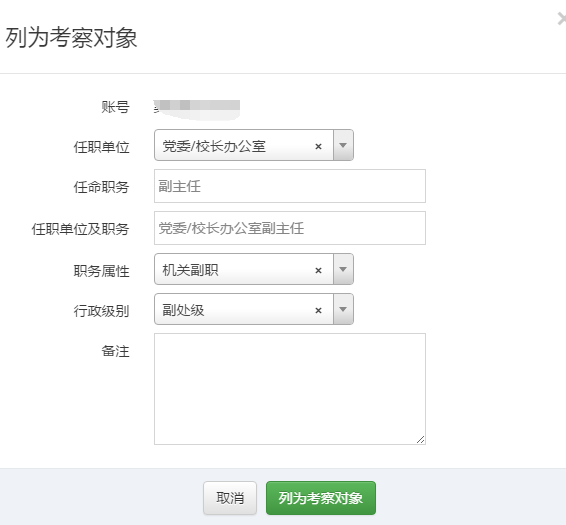 列为考察对象
账号
任职单位 党委/校长办公室
任命职务 副主任
任职单位及职务 党委/校长办公室副主任
职务属性 机关副职
行政级别 副处级
备注
取消 列为考察对象